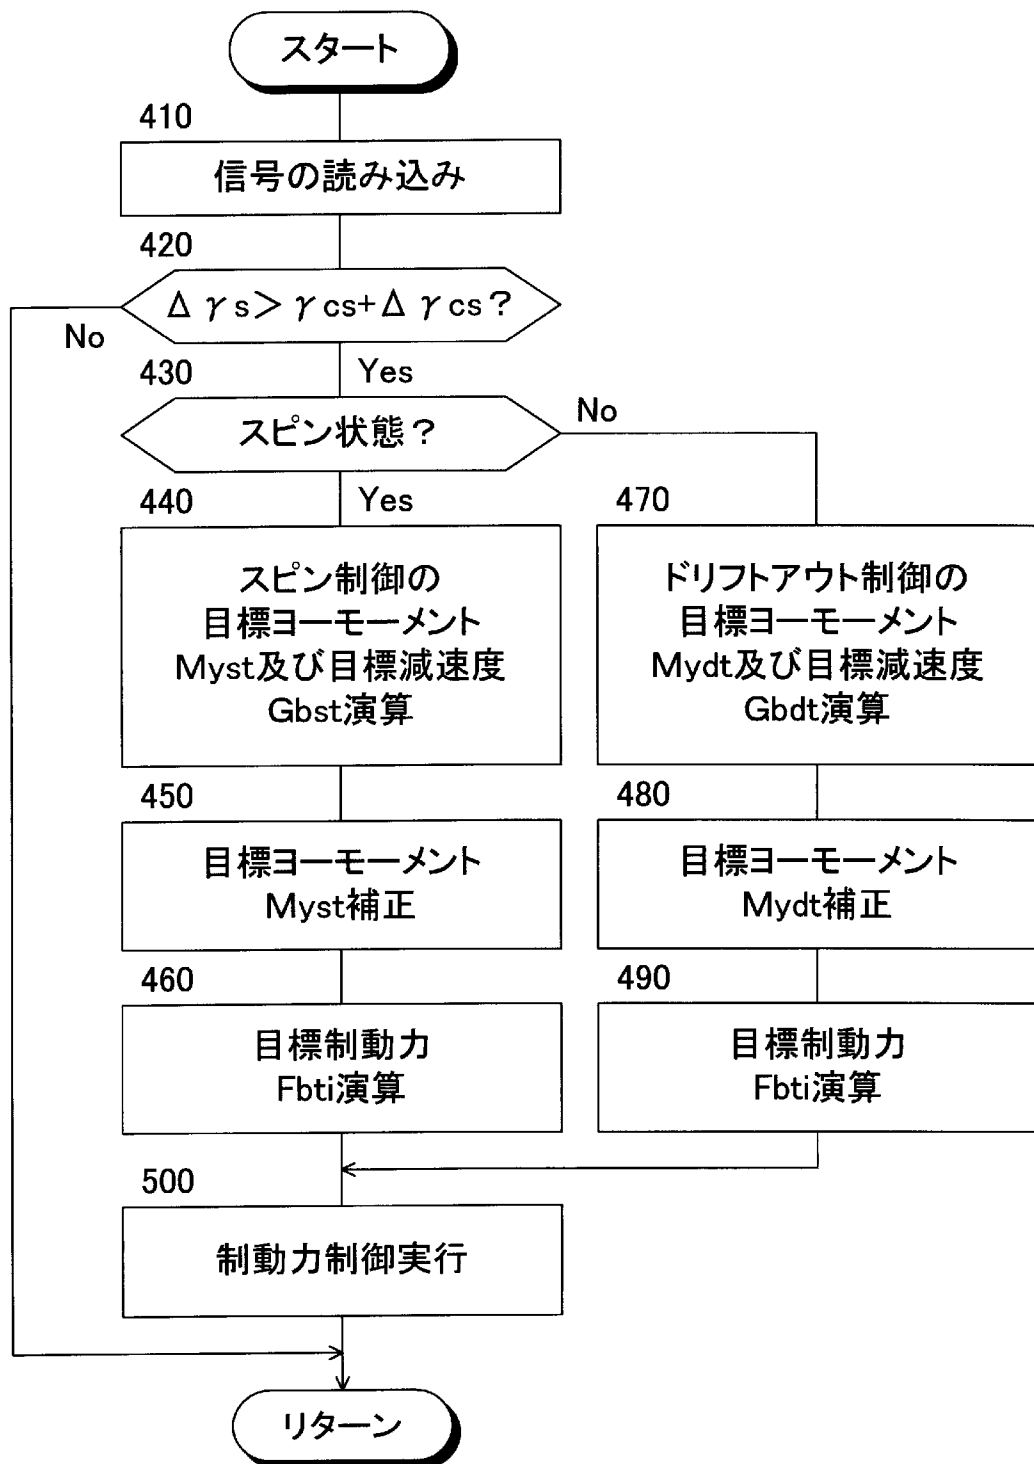 スタート
410
信号の読み込み
420
Δγs>γcs+Δγcs?
No
Yes
430
スピン状態?
No
Yes
440
スピン制御の
目標ヨーモーメント
Myst及び目標減速度
Gbst演算
470
ドリフトアウト制御の
目標ヨーモーメント
Mydt及び目標減速度
Gbdt演算
450
目標ヨーモーメント
Myst補正
480
目標ヨーモーメント
Mydt補正
460
目標制動力
Fbti演算
490
目標制動力
Fbti演算
500
制動力制御実行
リターン